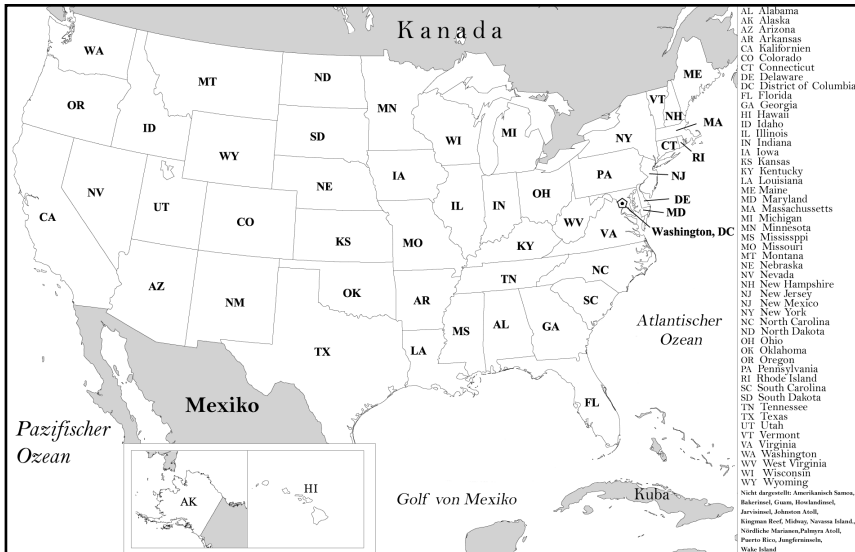 Kanada
WA
MT
ND
MN
ME
VT
NH
OR
ID
SD
WI
MI
NY
MA
WY
CT
RI
IA
PA
NJ
NE
NV
UT
IL
IN
OH
DE
MD
CA
CO
WV
Washington, DC
KS
MO
VA
KY
NC
TN
AZ
NM
OK
AR
SC
MS
AL
GA
Atlantischer
Ozean
TX
LA
FL
Mexiko
Pazifischer
Ozean
HI
AK
Golf von Mexiko
Kuba
AL Alabama
AK Alaska
AZ Arizona
AR Arkansas
CA Kalifornien
CO Colorado
CT Connecticut
DE Delaware
DC District of Columbia
FL Florida
GA Georgia
HI Hawaii
ID Idaho
IL Illinois
IN Indiana
IA Iowa
KS Kansas
KY Kentucky
LA Louisiana
ME Maine
MD Maryland
MA Massachussetts
MI Michigan
MN Minnesota
MS Mississppi
MO Missouri
MT Montana
NE Nebraska
NV Nevada
NH New Hampshire
NJ New Jersey
NJ New Mexico
NY New York
NC North Carolina
ND North Dakota
OH Ohio
OK Oklahoma
OR Oregon
PA Pennsylvania
RI Rhode Island
SC South Carolina
SD South Dakota
TN Tennessee
TX Texas
UT Utah
VT Vermont
VA Virginia
WA Washington
WV West Virginia
WI Wisconsin
WY Wyoming
Nicht dargestellt: Amerikanisch Samoa,
Bakerinsel, Guam, Howlandinsel,
Jarvisinsel, Johnston Atoll,
Kingman Reef, Midway, Navassa Island,,
Nördliche Marianen,Palmyra Atoll,
Puerto Rico, Jungferninseln,
Wake Island